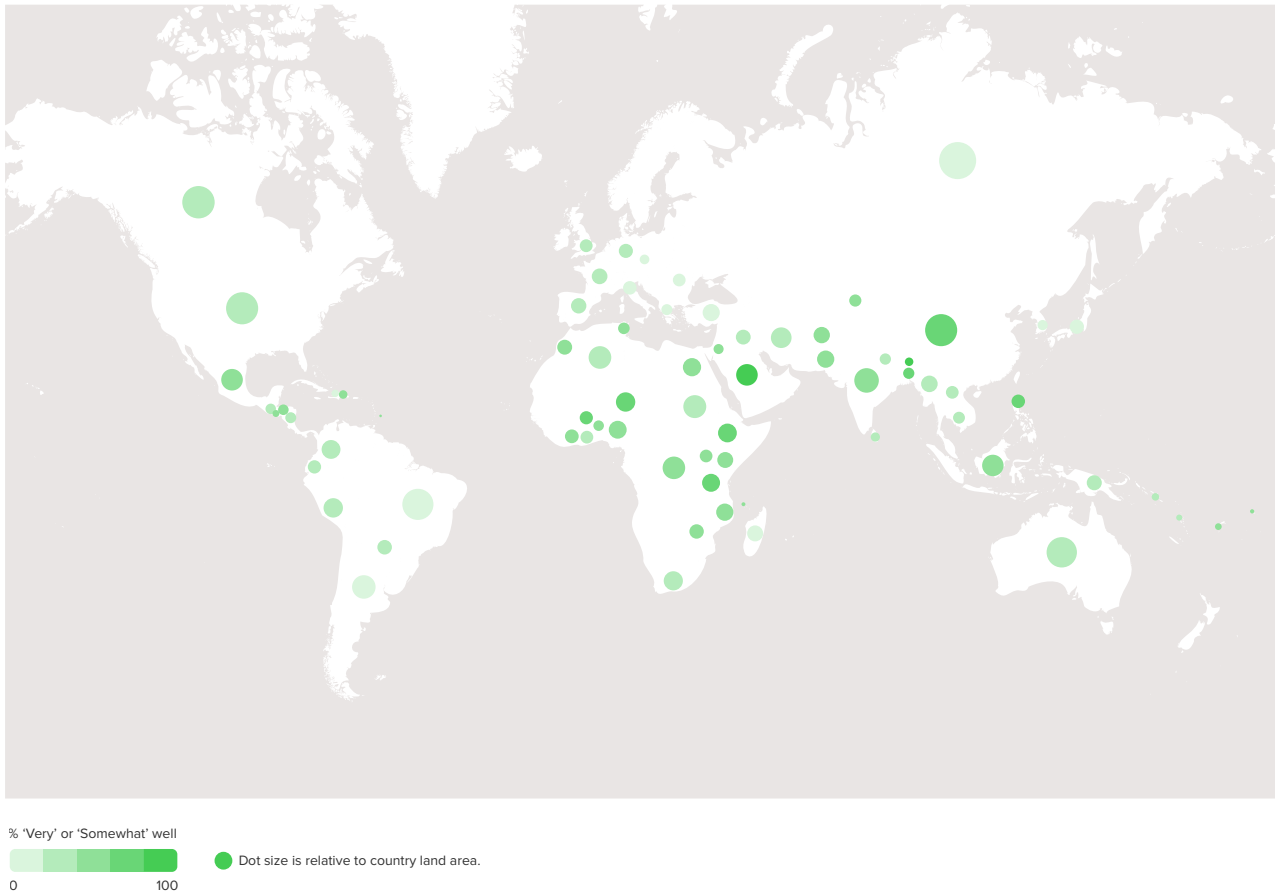 % ‘Very’ or ‘Somewhat’ well
Dot size is relative to country land area.
0 100